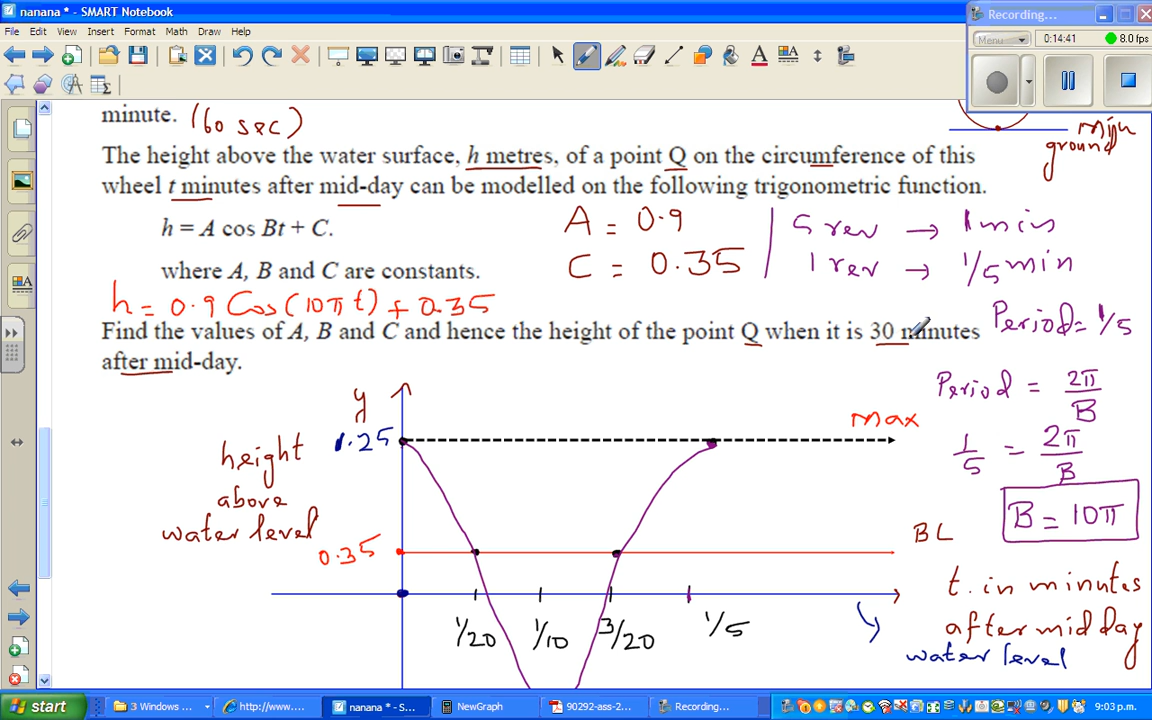 nanana * - SMART Notebook
Recording...
File Edit View Insert Format Math Draw Help
Menu 0:14:41 8.0 fps
minute. (60 sec)
ground
The height above the water surface, h metres, of a point Q on the circumference of this
wheel t minutes after mid-day can be modelled on the following trigonometric function.
h = A cos Bt + C.
where A, B and C are constants.
A = 0.9
C = 0.35
5 rev → 1 min
1 rev → 1/5 min
h = 0.9 Cos (10π t) + 0.35
Period = 1/5
Find the values of A, B and C and hence the height of the point Q when it is 30 minutes
after mid-day.
Period = 2π/B
1/5 = 2π/B
B = 10π
y
1.25
max
height
above
water level
0.35
BL
1/20 1/10 3/20 1/5
t. in minutes
after mid day
water level
start
3 Windows ...
http://www....
nanana * - S...
NewGraph
90292-ass-2...
Recording...
9:03 p.m.